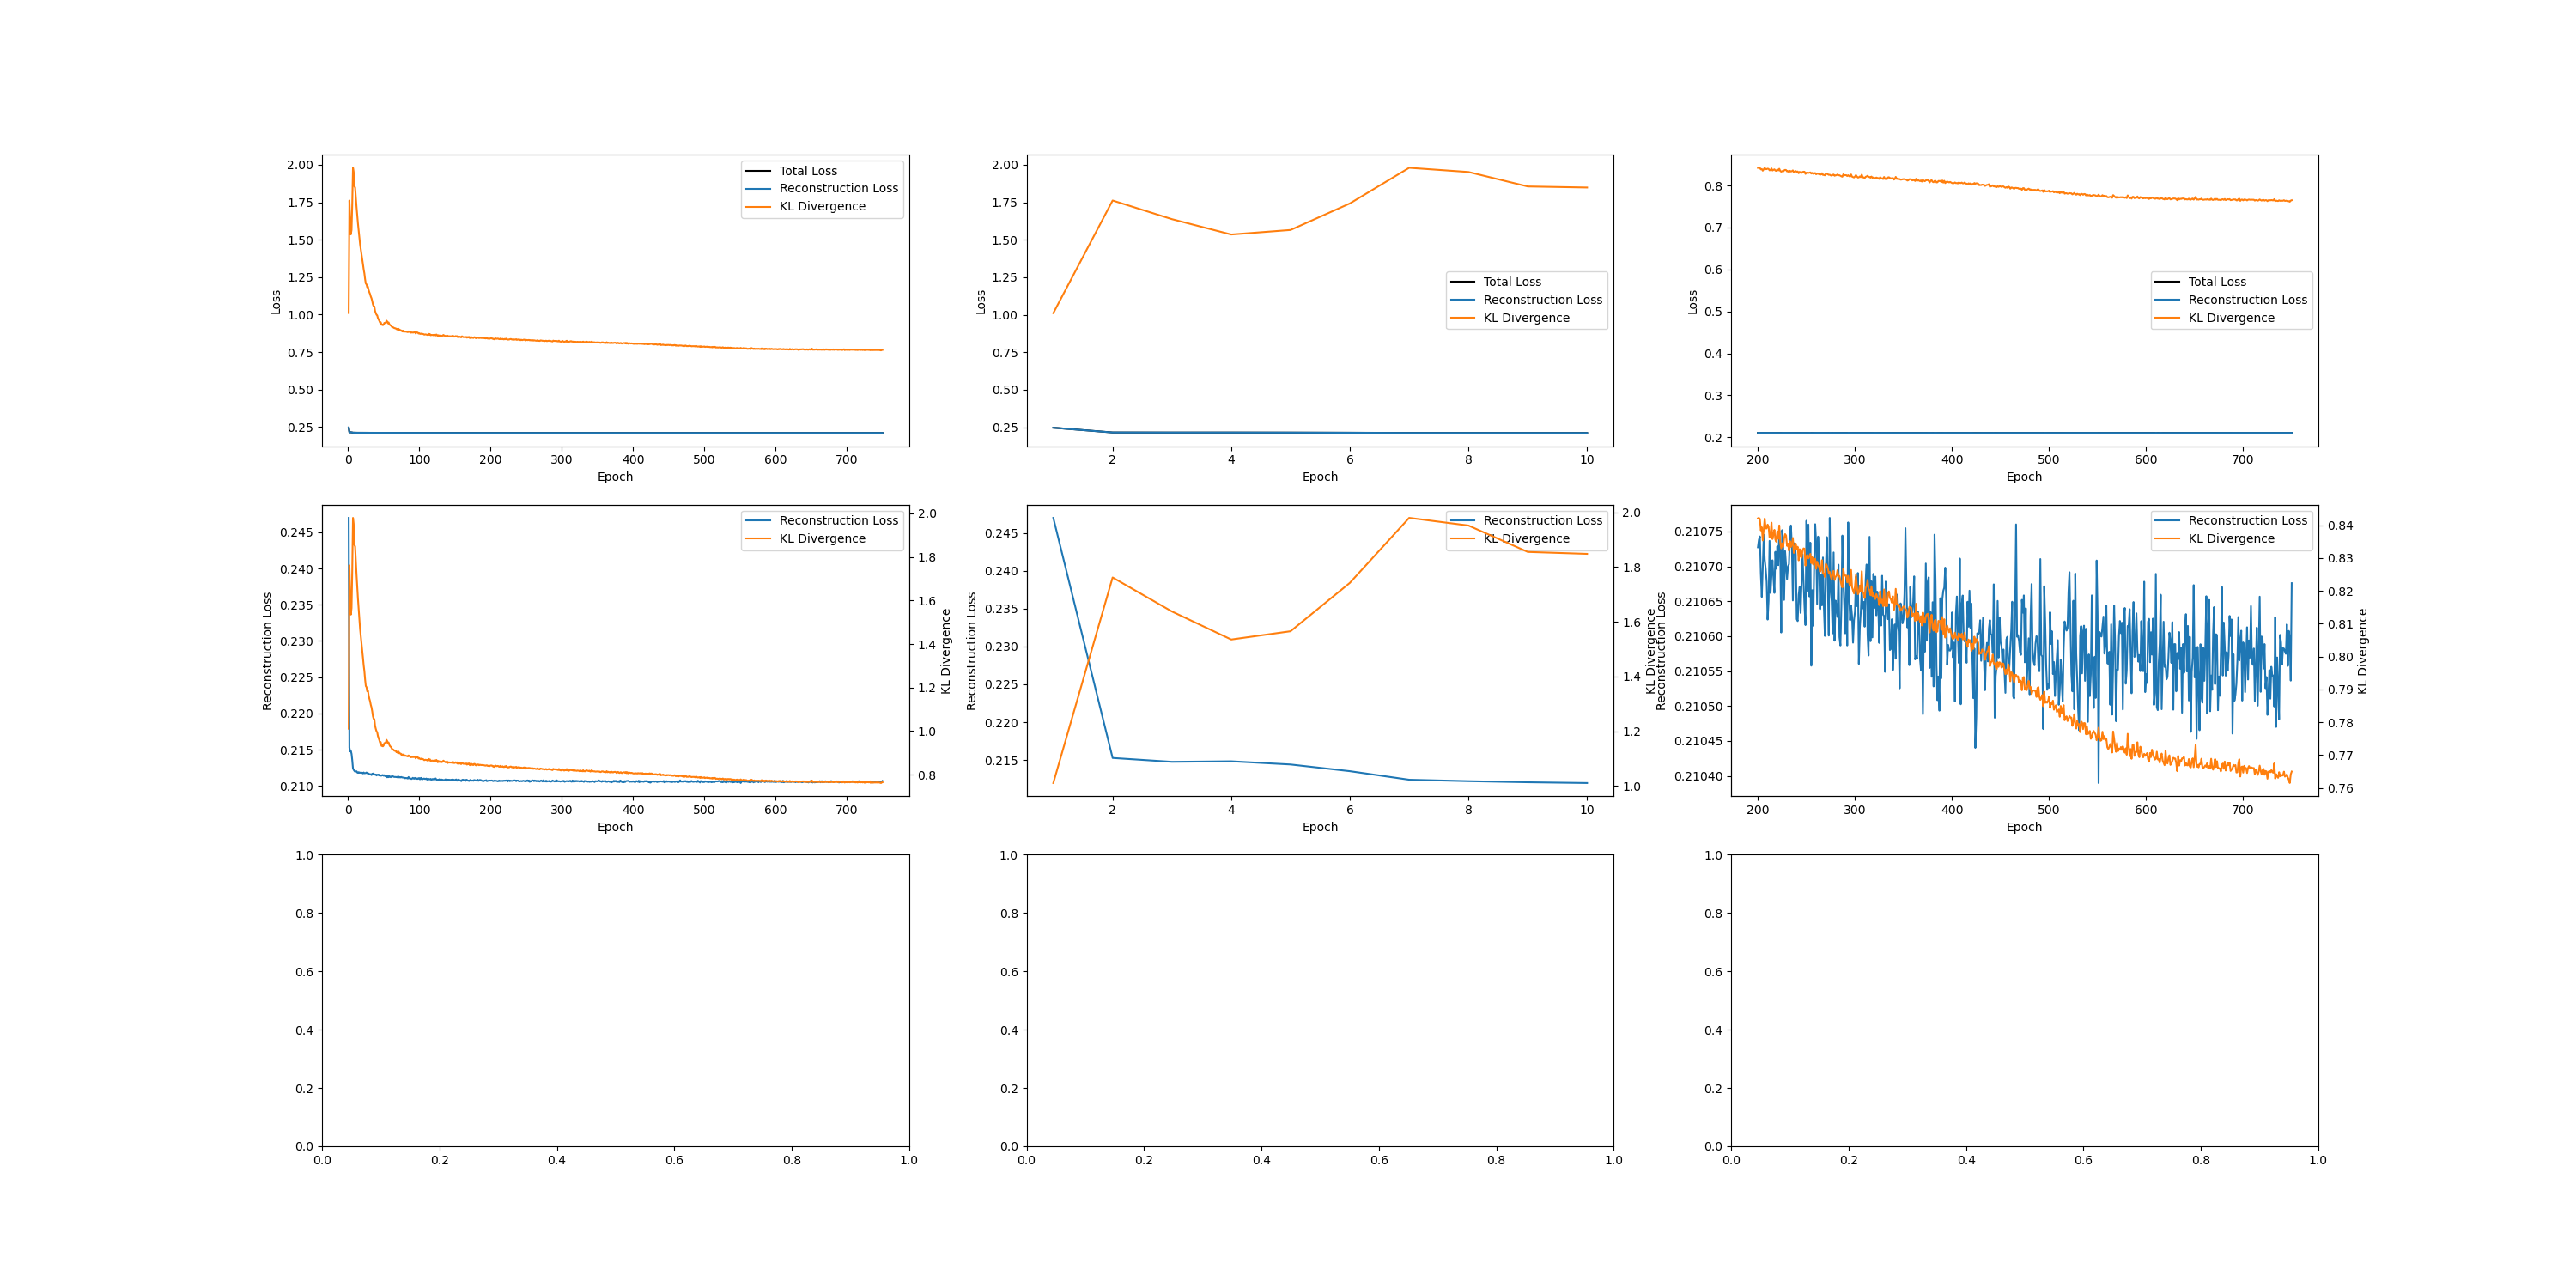 2.00
1.75
1.50
1.25
1.00
0.75
0.50
0.25
Loss
0 100 200 300 400 500 600 700
Epoch
Total Loss
Reconstruction Loss
KL Divergence
2.00
1.75
1.50
1.25
1.00
0.75
0.50
0.25
Loss
2 4 6 8 10
Epoch
Total Loss
Reconstruction Loss
KL Divergence
0.8
0.7
0.6
0.5
0.4
0.3
0.2
Loss
200 300 400 500 600 700
Epoch
Total Loss
Reconstruction Loss
KL Divergence
0.245
0.240
0.235
0.230
0.225
0.220
0.215
0.210
Reconstruction Loss
0 100 200 300 400 500 600 700
Epoch
Reconstruction Loss
KL Divergence
2.0
1.8
1.6
1.4
1.2
1.0
0.8
KL Divergence
0.245
0.240
0.235
0.230
0.225
0.220
0.215
Reconstruction Loss
2 4 6 8 10
Epoch
Reconstruction Loss
KL Divergence
2.0
1.8
1.6
1.4
1.2
1.0
KL Divergence
0.21075
0.21070
0.21065
0.21060
0.21055
0.21050
0.21045
0.21040
Reconstruction Loss
200 300 400 500 600 700
Epoch
Reconstruction Loss
KL Divergence
0.84
0.83
0.82
0.81
0.80
0.79
0.78
0.77
0.76
KL Divergence
1.0
0.8
0.6
0.4
0.2
0.0
0.0 0.2 0.4 0.6 0.8 1.0
1.0
0.8
0.6
0.4
0.2
0.0
0.0 0.2 0.4 0.6 0.8 1.0
1.0
0.8
0.6
0.4
0.2
0.0
0.0 0.2 0.4 0.6 0.8 1.0